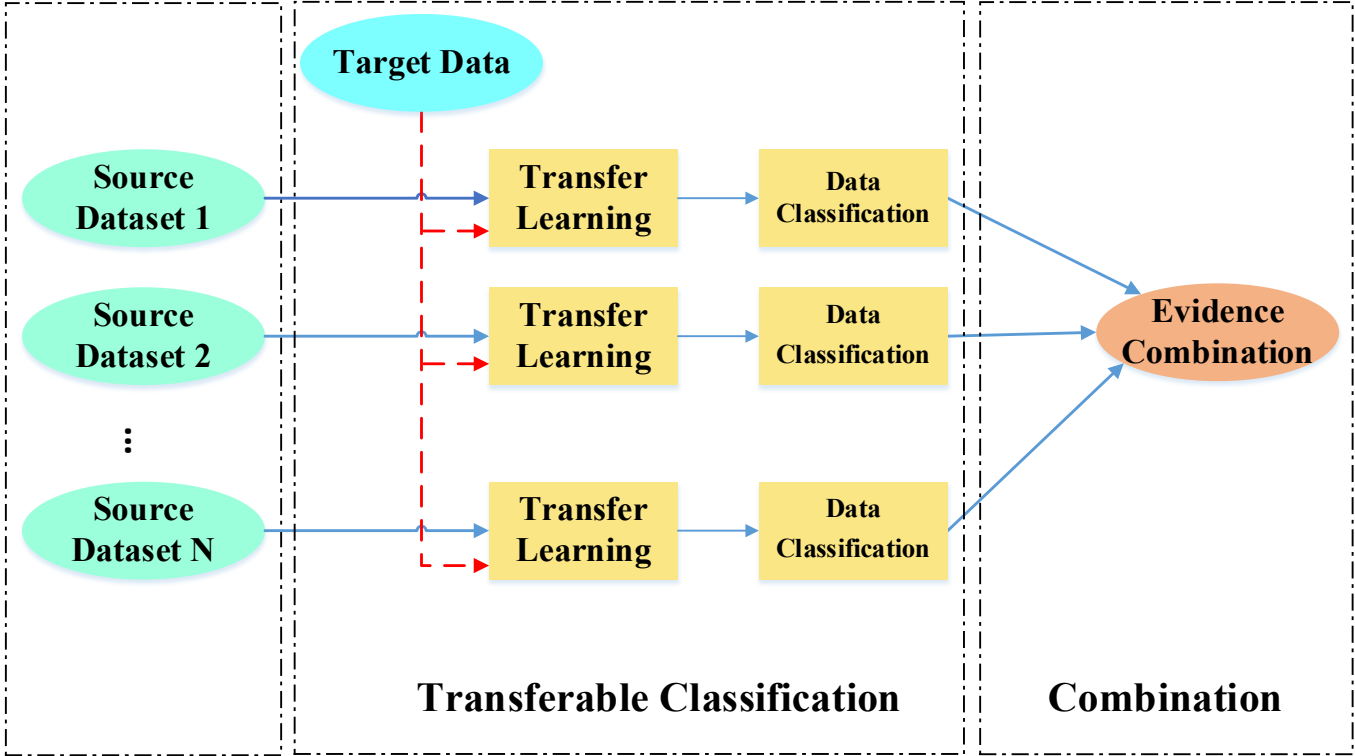 Target Data
Source
Dataset 1
Transfer
Learning
Data
Classification
Source
Dataset 2
Transfer
Learning
Data
Classification
Evidence
Combination
...
Source
Dataset N
Transfer
Learning
Data
Classification
Transferable Classification
Combination